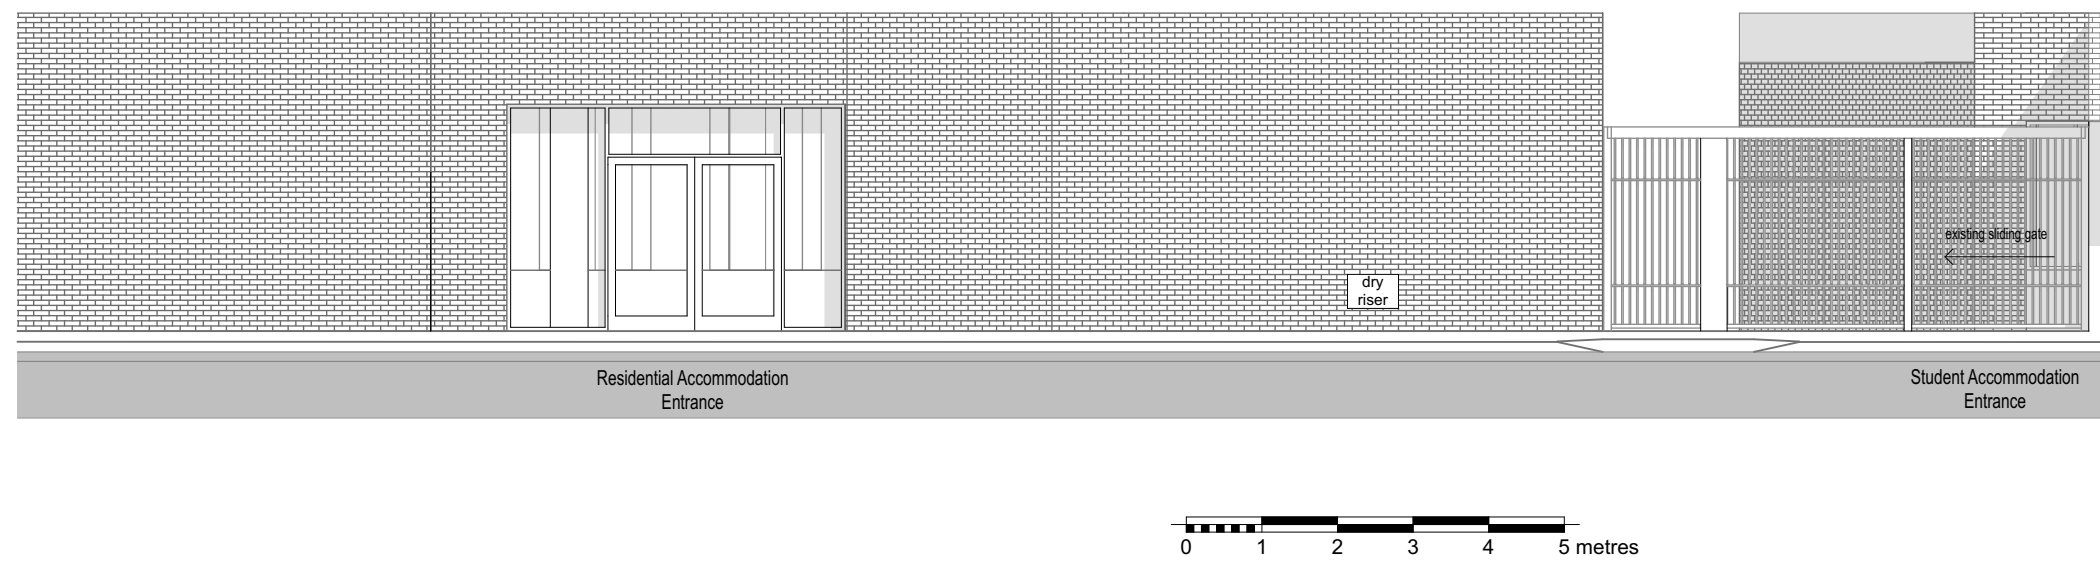 existing sliding gate
dry
riser
Residential Accommodation
Entrance
Student Accommodation
Entrance
0 1 2 3 4 5 metres